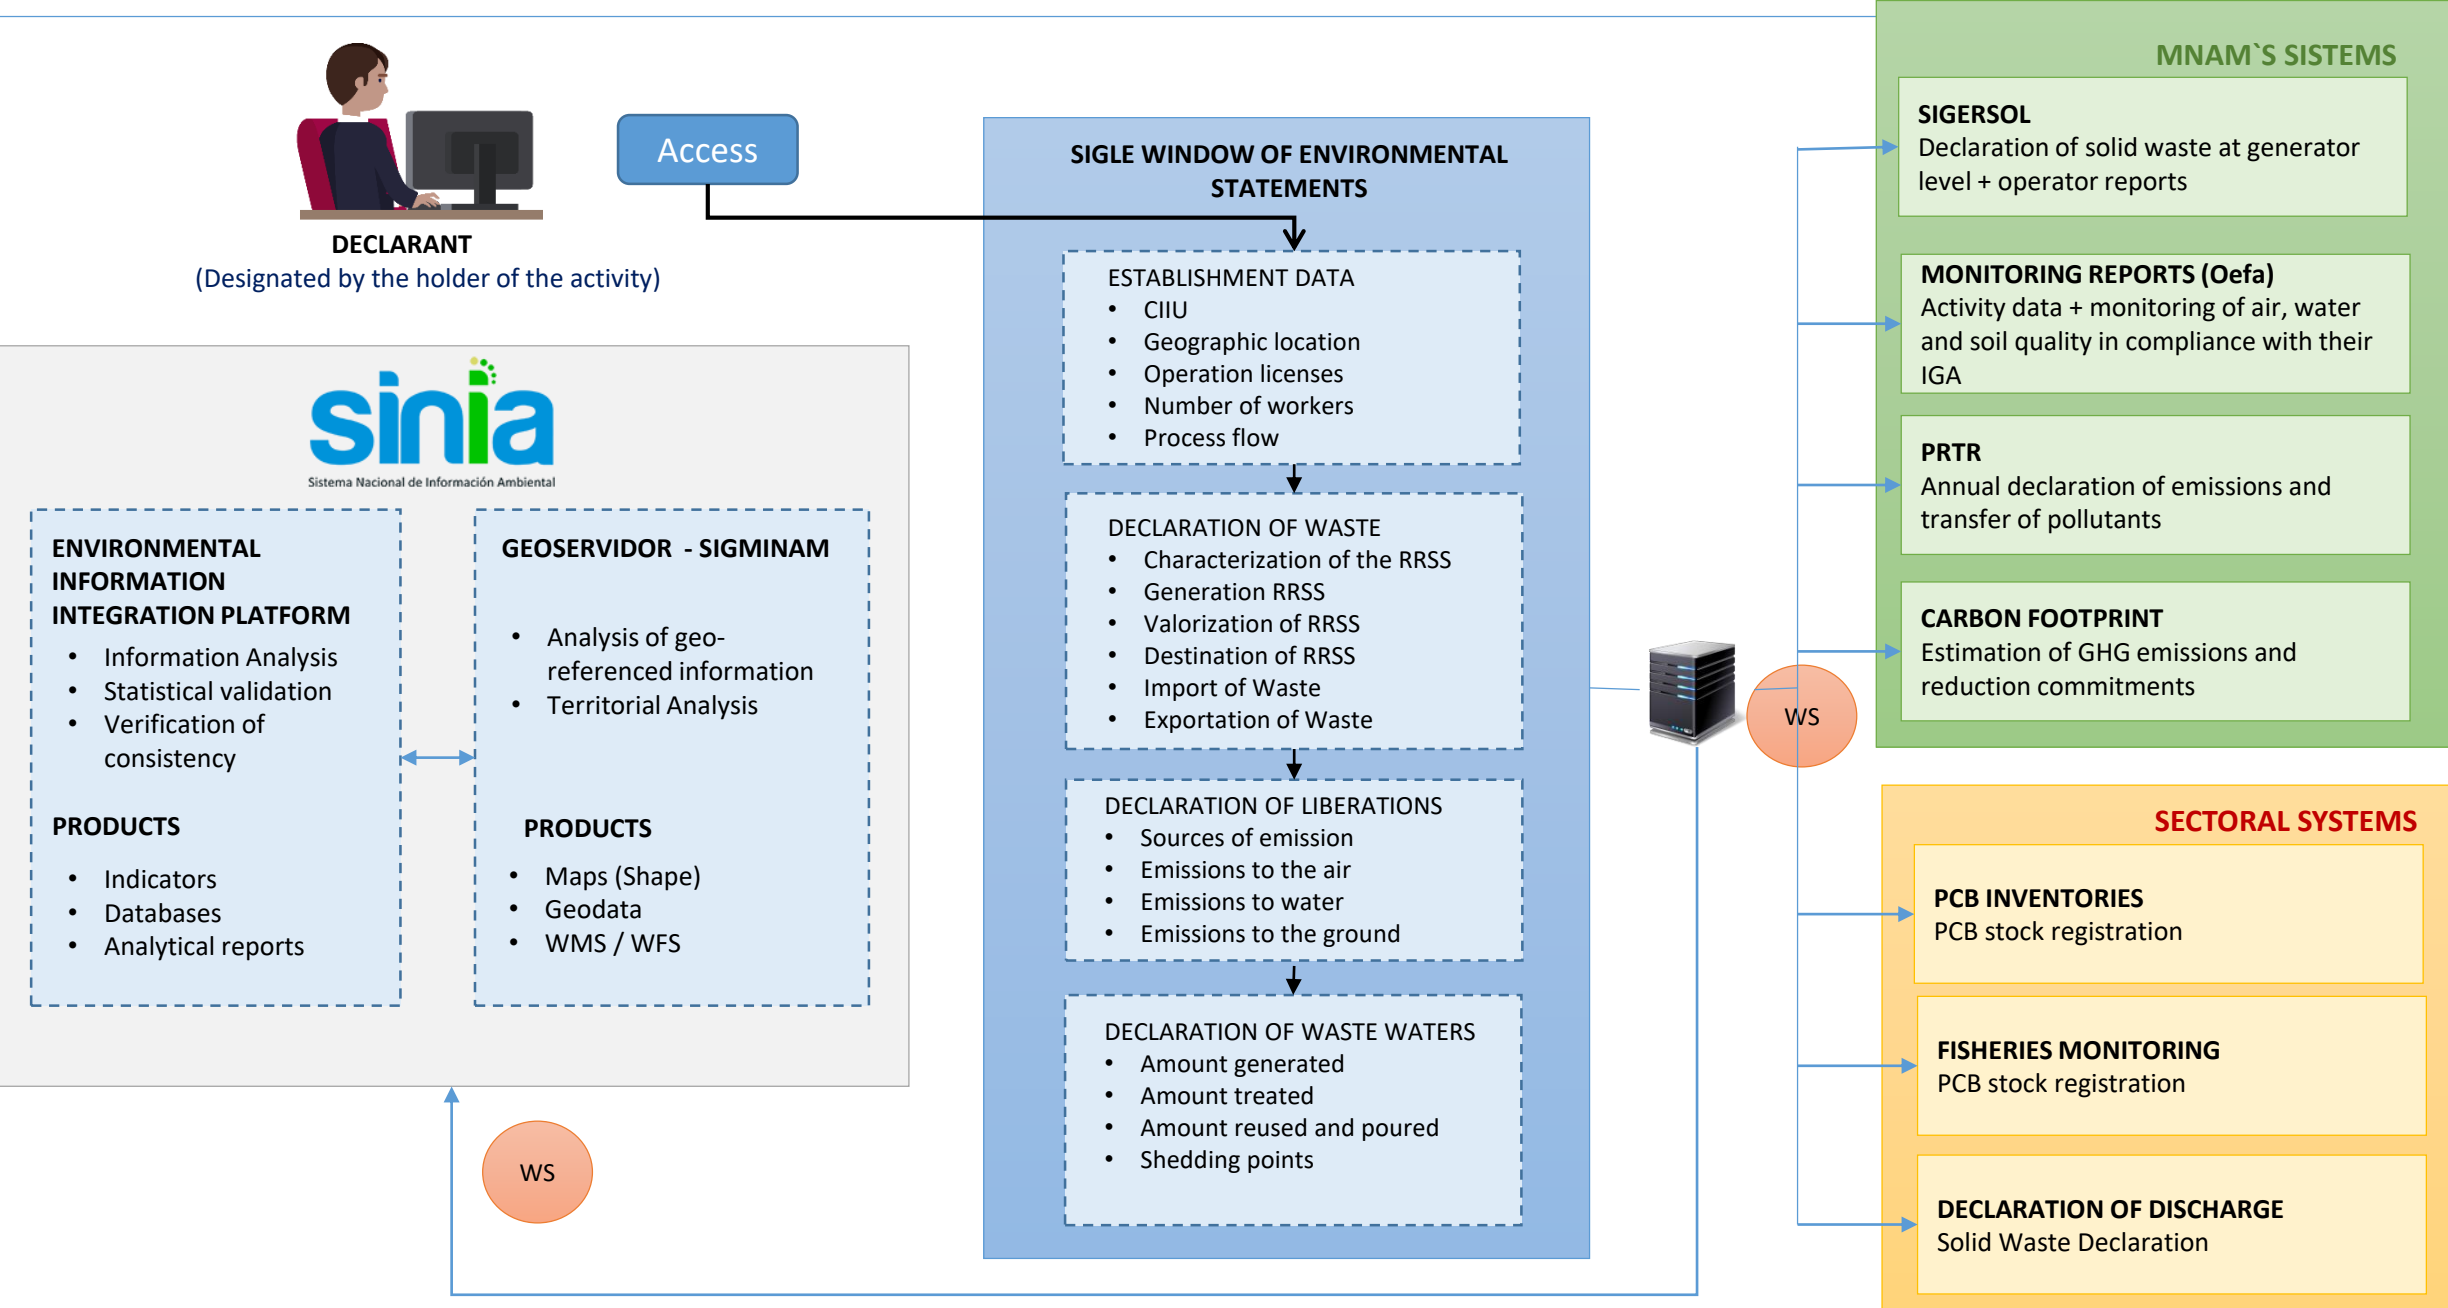 DECLARANT
(Designated by the holder of the activity)
Access
sinia
Sistema Nacional de Información Ambiental
ENVIRONMENTAL
INFORMATION
INTEGRATION PLATFORM
• Information Analysis
• Statistical validation
• Verification of
consistency
PRODUCTS
• Indicators
• Databases
• Analytical reports
GEOSERVIDOR - SIGMINAM
• Analysis of geo-
referenced information
• Territorial Analysis
PRODUCTS
• Maps (Shape)
• Geodata
• WMS / WFS
WS
SIGLE WINDOW OF ENVIRONMENTAL
STATEMENTS
ESTABLISHMENT DATA
• CIIU
• Geographic location
• Operation licenses
• Number of workers
• Process flow
DECLARATION OF WASTE
• Characterization of the RRSS
• Generation RRSS
• Valorization of RRSS
• Destination of RRSS
• Import of Waste
• Exportation of Waste
DECLARATION OF LIBERATIONS
• Sources of emission
• Emissions to the air
• Emissions to water
• Emissions to the ground
DECLARATION OF WASTE WATERS
• Amount generated
• Amount treated
• Amount reused and poured
• Shedding points
WS
MNAM`S SISTEMS
SIGERSOL
Declaration of solid waste at generator
level + operator reports
MONITORING REPORTS (Oefa)
Activity data + monitoring of air, water
and soil quality in compliance with their
IGA
PRTR
Annual declaration of emissions and
transfer of pollutants
CARBON FOOTPRINT
Estimation of GHG emissions and
reduction commitments
SECTORAL SYSTEMS
PCB INVENTORIES
PCB stock registration
FISHERIES MONITORING
PCB stock registration
DECLARATION OF DISCHARGE
Solid Waste Declaration